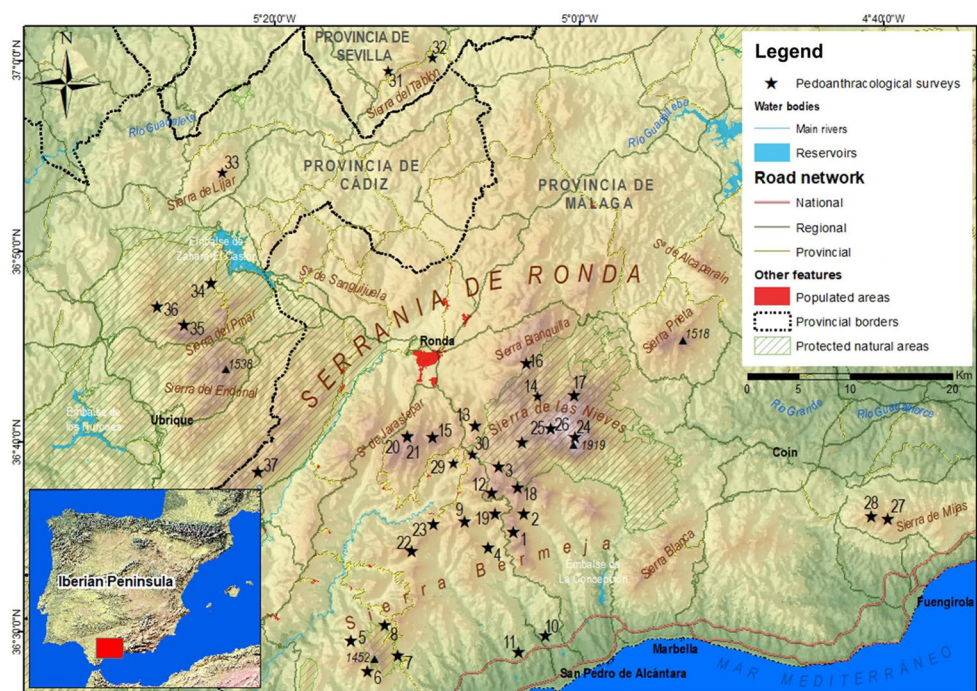 5°20'0"W
5°0'0"W
4°40'0"W
37°0'0"N
36°50'0"N
36°40'0"N
36°30'0"N
N
PROVINCIA DE
SEVILLA
32
31
Sierra del Tablón
Río Guadalete
PROVINCIA DE
CÁDIZ
PROVINCIA DE
MÁLAGA
Río Guadalteba
33
Sierra de Lijar
Embalse de
Zahara-El Gastor
Sª de Sanguijuela
SERRANIA DE RONDA
Sª de Alcaparaín
34
36
35
Sierra del Pinar
1538
Sierra del Endrinal
Ronda
Sierra Blanquilla
16
Sierra Prieta
1518
Ubrique
Embalse de
los Hurones
14
17
Sierra de las Nieves
13
25
26
24
1919
20
21
15
30
29
3
37
12
18
Río Grande
Río Guadalhorce
Coin
9
19
2
23
1
22
4
Sierra Bermeja
Sierra Blanca
28
27
Sierra de Mijas
Embalse de
La Concepción
5
8
1452
7
6
11
10
Marbella
San Pedro de Alcántara
Fuengirola
MAR MEDITERRÁNEO
Iberian Peninsula
Legend
Pedoanthracological surveys
Water bodies
Main rivers
Reservoirs
Road network
National
Regional
Provincial
Other features
Populated areas
Provincial borders
Protected natural areas
0 5 10 20
Km